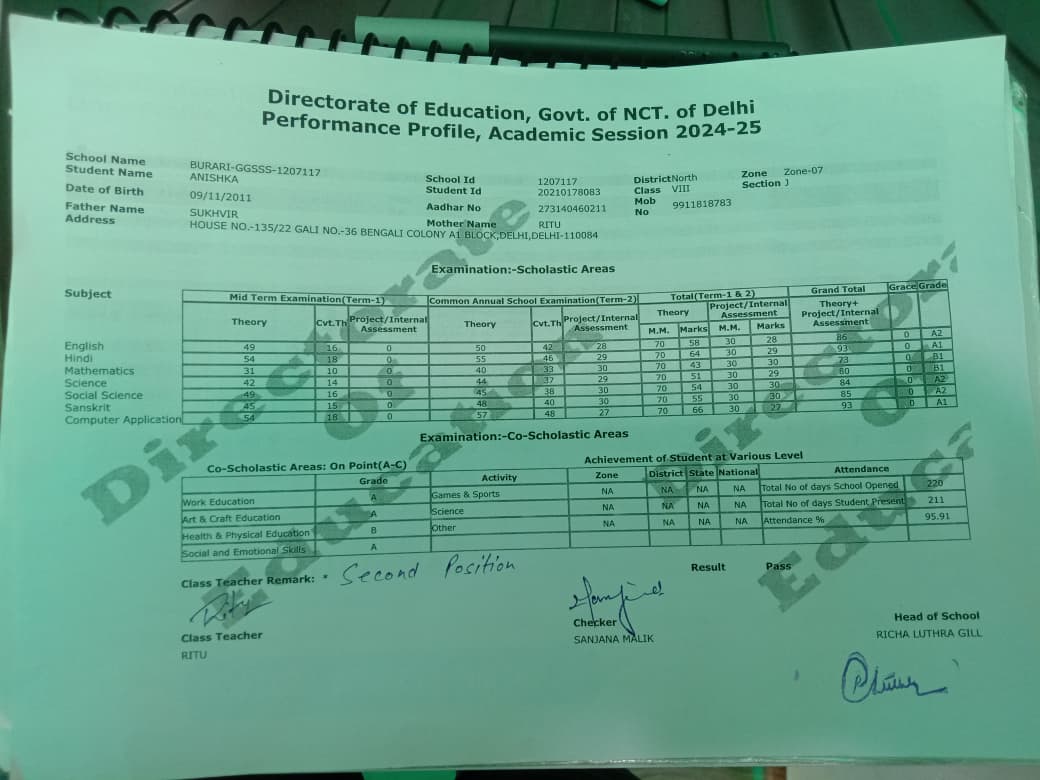 Directorate of Education, Govt. of NCT. of Delhi
Performance Profile, Academic Session 2024-25
School Name BURARI-GGSSS-1207117 School Id 1207117 District North Zone Zone-07
Student Name ANISHKA Student Id 20210178083 Class VIII Section J
Date of Birth 09/11/2011 Aadhar No 273140460211 Mob No 9911818783
Father Name SUKHVIR Mother Name RITU
Address HOUSE NO.-135/22 GALI NO.-36 BENGALI COLONY A1 BLOCK,DELHI,DELHI-110084
Examination:-Scholastic Areas
Subject Mid Term Examination(Term-1) Common Annual School Examination(Term-2) Total(Term-1 & 2) Grand Total Grace Grade
Theory Cvt.Th Project/Internal Assessment Theory Cvt.Th Project/Internal Assessment Theory Project/Internal Assessment Theory+ Project/Internal Assessment
M.M. Marks M.M. Marks
English 49 16 0 50 42 28 70 58 30 28 86 0 A2
Hindi 54 18 0 55 46 29 70 64 30 29 93 0 A1
Mathematics 31 10 0 40 33 30 70 43 30 30 73 0 B1
Science 42 14 0 44 37 29 70 51 30 29 80 0 B1
Social Science 49 16 0 45 38 30 70 54 30 30 84 0 A2
Sanskrit 45 15 0 48 40 30 70 55 30 30 85 0 A2
Computer Application 54 18 0 57 48 27 70 66 30 27 93 0 A1
Examination:-Co-Scholastic Areas
Co-Scholastic Areas: On Point(A-C) Achievement of Student at Various Level
Grade Activity Zone District State National Attendance
Work Education A Games & Sports NA NA NA NA Total No of days School Opened 220
Art & Craft Education A Science NA NA NA NA Total No of days Student Present 211
Health & Physical Education B Other NA NA NA NA Attendance % 95.91
Social and Emotional Skills A
Class Teacher Remark: * Second Position Result Pass
Ritu
Class Teacher Checker Head of School
RITU SANJANA MALIK RICHA LUTHRA GILL
Directorate Of Education
Directora
Of
Educa